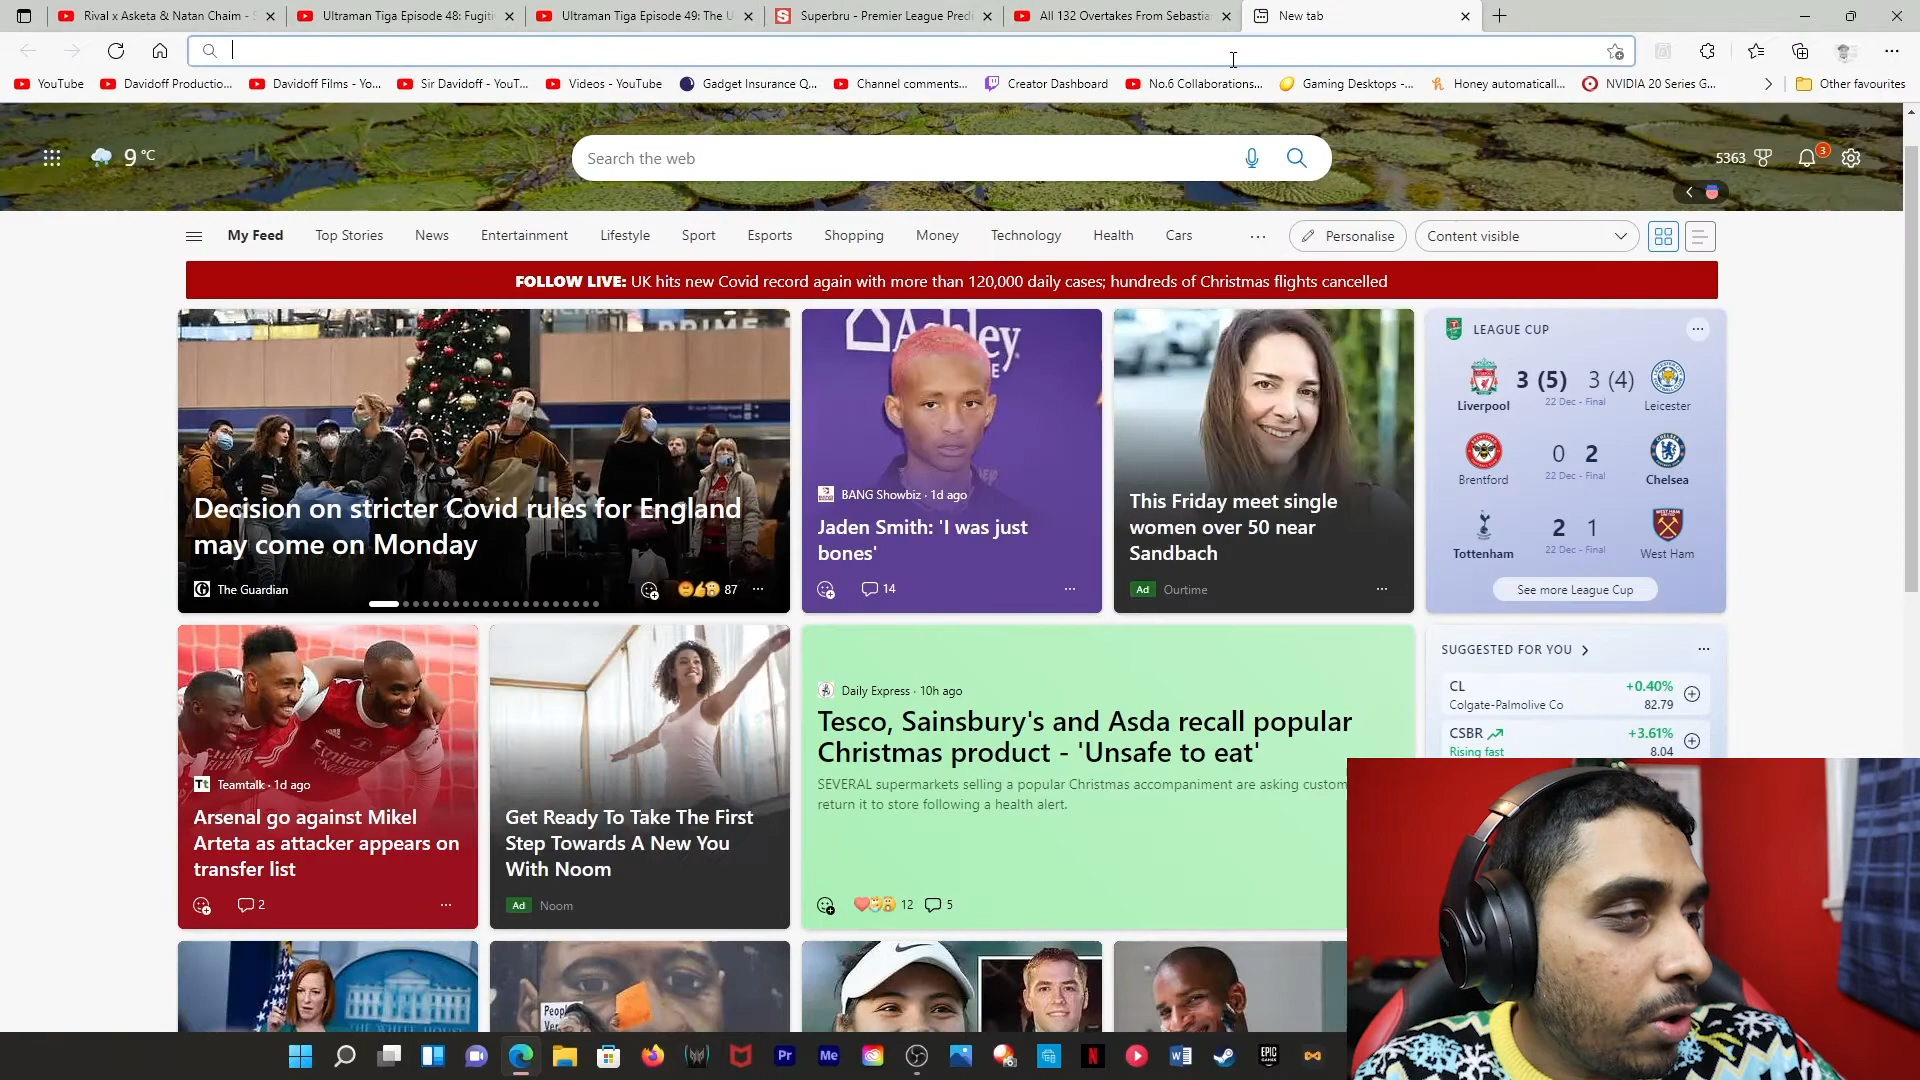 Rival x Asketa & Natan Chaim - S
Ultraman Tiga Episode 48: Fugiti
Ultraman Tiga Episode 49: The U
Superbru - Premier League Predi
All 132 Overtakes From Sebastia
New tab
YouTube
Davidoff Productio...
Davidoff Films - Yo...
Sir Davidoff - YouT...
Videos - YouTube
Gadget Insurance Q...
Channel comments...
Creator Dashboard
No.6 Collaborations...
Gaming Desktops -...
Honey automaticall...
NVIDIA 20 Series G...
Other favourites
9 °C
Search the web
5363
3
My Feed
Top Stories
News
Entertainment
Lifestyle
Sport
Esports
Shopping
Money
Technology
Health
Cars
Personalise
Content visible
FOLLOW LIVE: UK hits new Covid record again with more than 120,000 daily cases; hundreds of Christmas flights cancelled
PRIME
Decision on stricter Covid rules for England
may come on Monday
The Guardian
87
Ashley
BANG Showbiz · 1d ago
Jaden Smith: 'I was just
bones'
14
This Friday meet single
women over 50 near
Sandbach
Ad Ourtime
LEAGUE CUP
3 (5) 3 (4)
22 Dec - Final
Liverpool
Leicester
0 2
22 Dec - Final
Brentford
Chelsea
2 1
22 Dec - Final
Tottenham
West Ham
See more League Cup
Tt Teamtalk · 1d ago
Arsenal go against Mikel
Arteta as attacker appears on
transfer list
2
Get Ready To Take The First
Step Towards A New You
With Noom
Ad Noom
Daily Express · 10h ago
Tesco, Sainsbury's and Asda recall popular
Christmas product - 'Unsafe to eat'
SEVERAL supermarkets selling a popular Christmas accompaniment are asking custom
return it to store following a health alert.
12
5
SUGGESTED FOR YOU
CL +0.40%
Colgate-Palmolive Co 82.79
CSBR +3.61%
Rising fast 8.04
Pr
Me
N
W
EPIC
GAMES